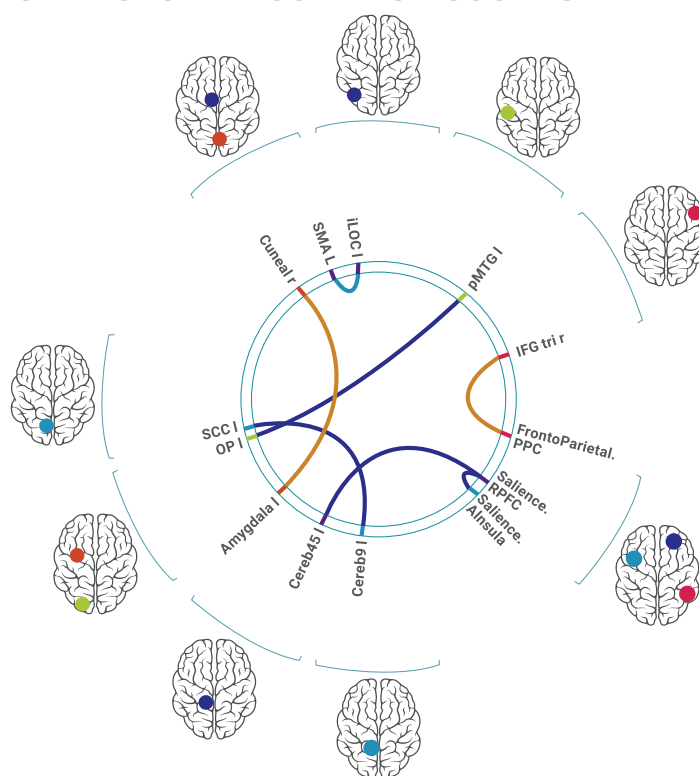 iLOC l
SMA L
Cuneal r
pMTG l
IFG tri r
FrontoParietal.
PPC
SCC l
OP l
Salience.
RPFC
Salience.
AInsula
Amygdala l
Cereb45 l
Cereb9 l